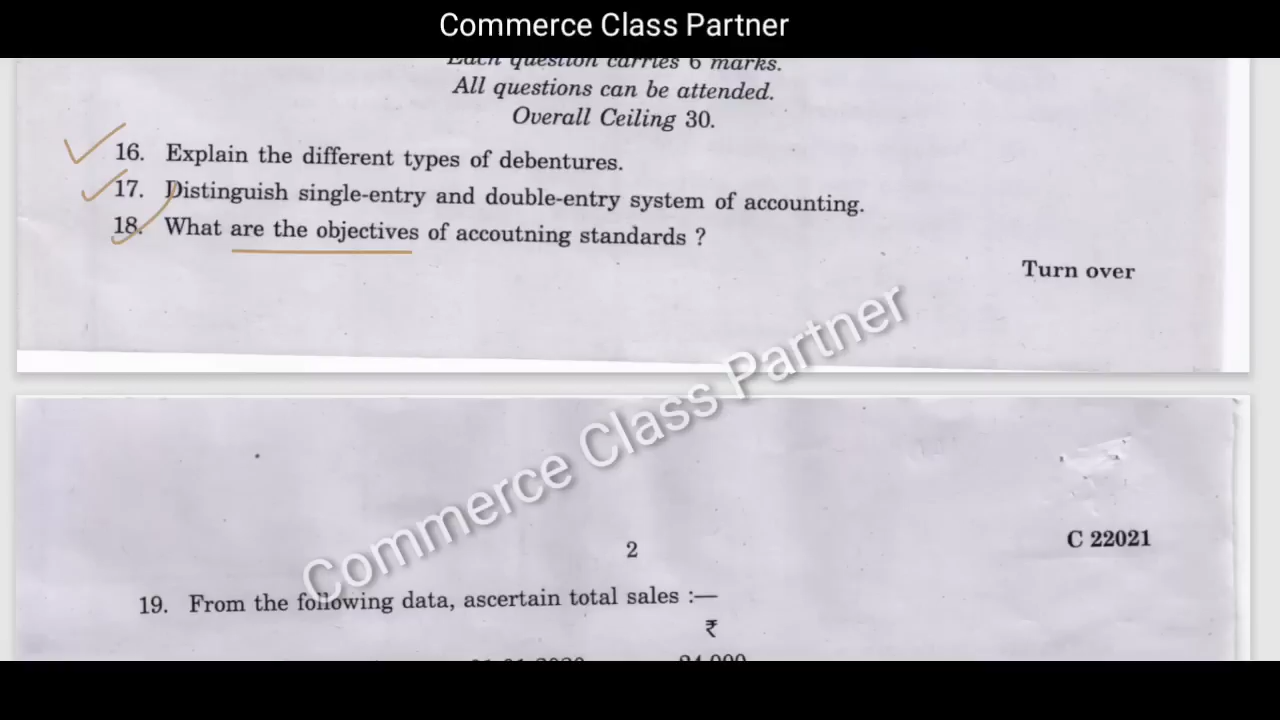 Commerce Class Partner
Each question carries 6 marks.
All questions can be attended.
Overall Ceiling 30.
16. Explain the different types of debentures.
17. Distinguish single-entry and double-entry system of accounting.
18. What are the objectives of accoutning standards ?
Turn over
Commerce Class Partner
2
C 22021
19. From the following data, ascertain total sales :—
₹